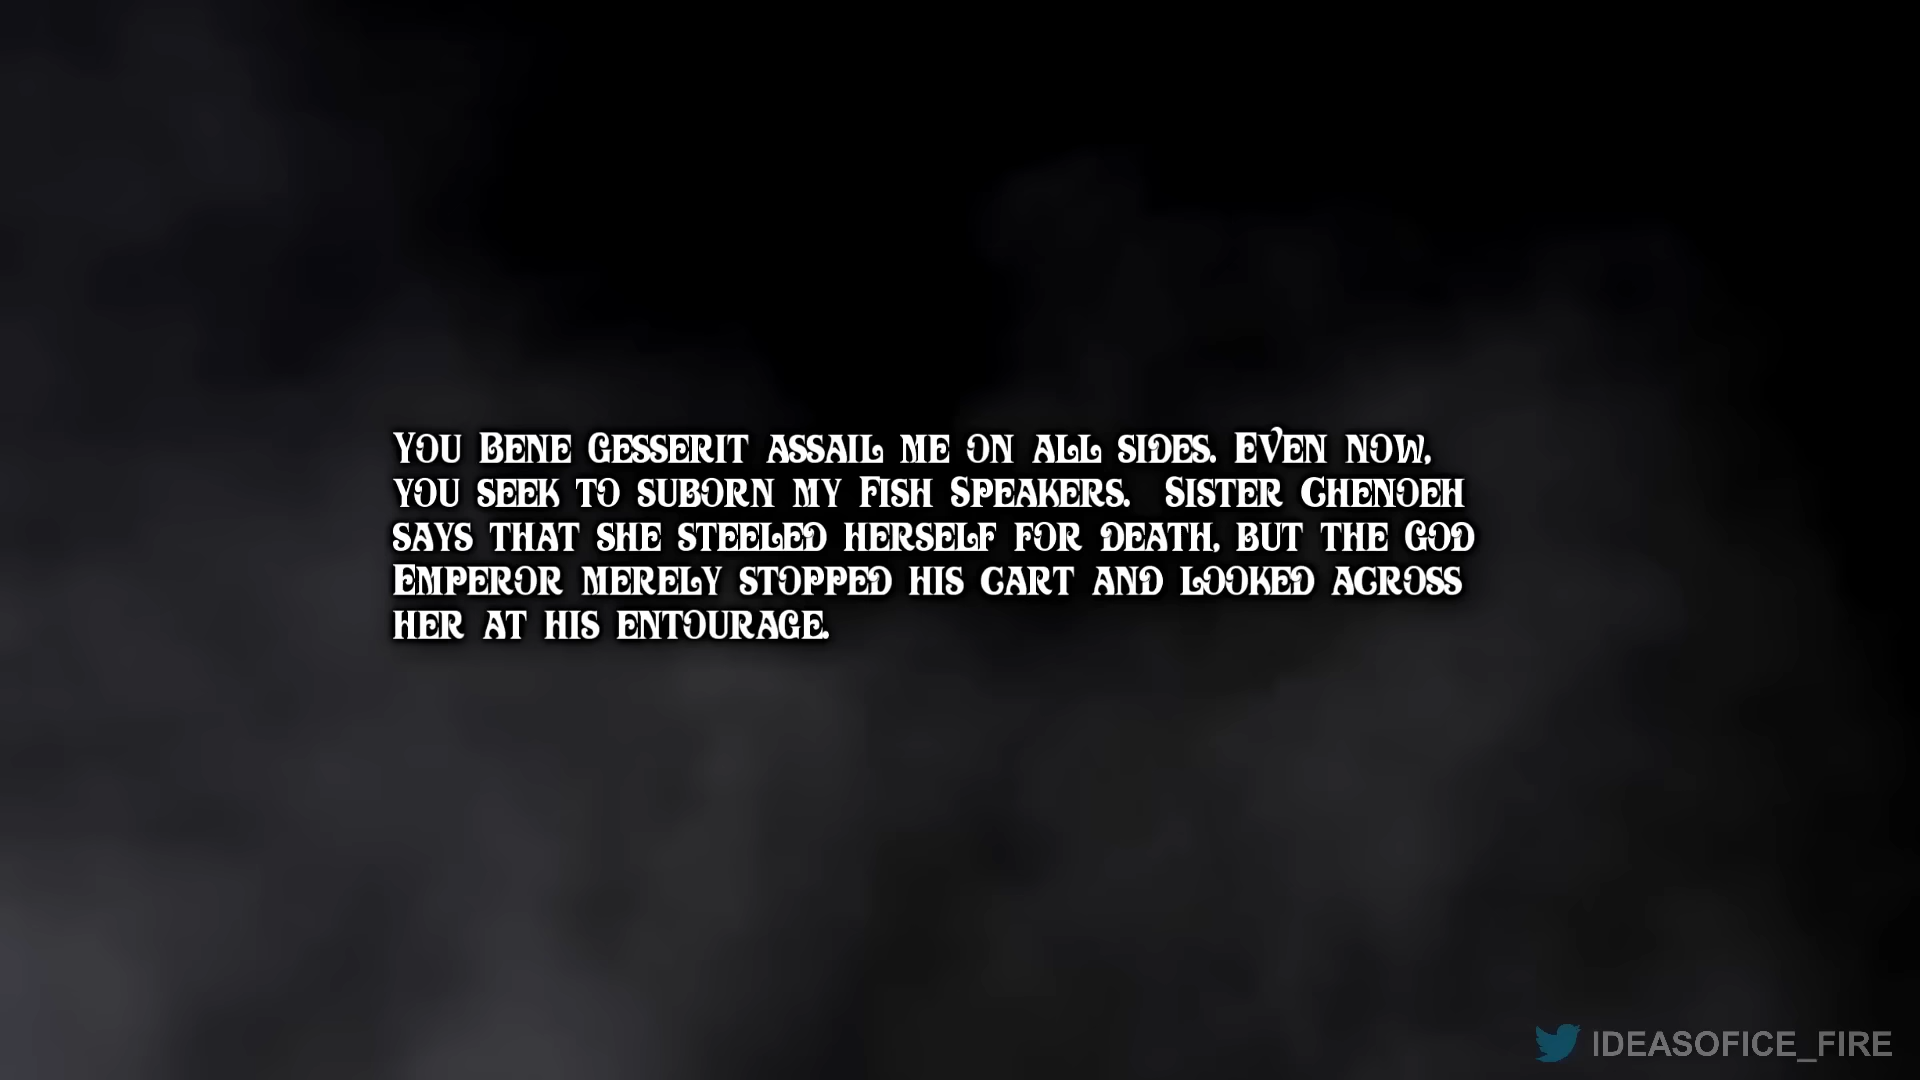 You Bene Gesserit assail me on all sides. Even now,
you seek to suborn my Fish Speakers.  Sister Chenoeh
says that she steeled herself for death, but the God
Emperor merely stopped his cart and looked across
her at his entourage.
IDEASOFICE_FIRE